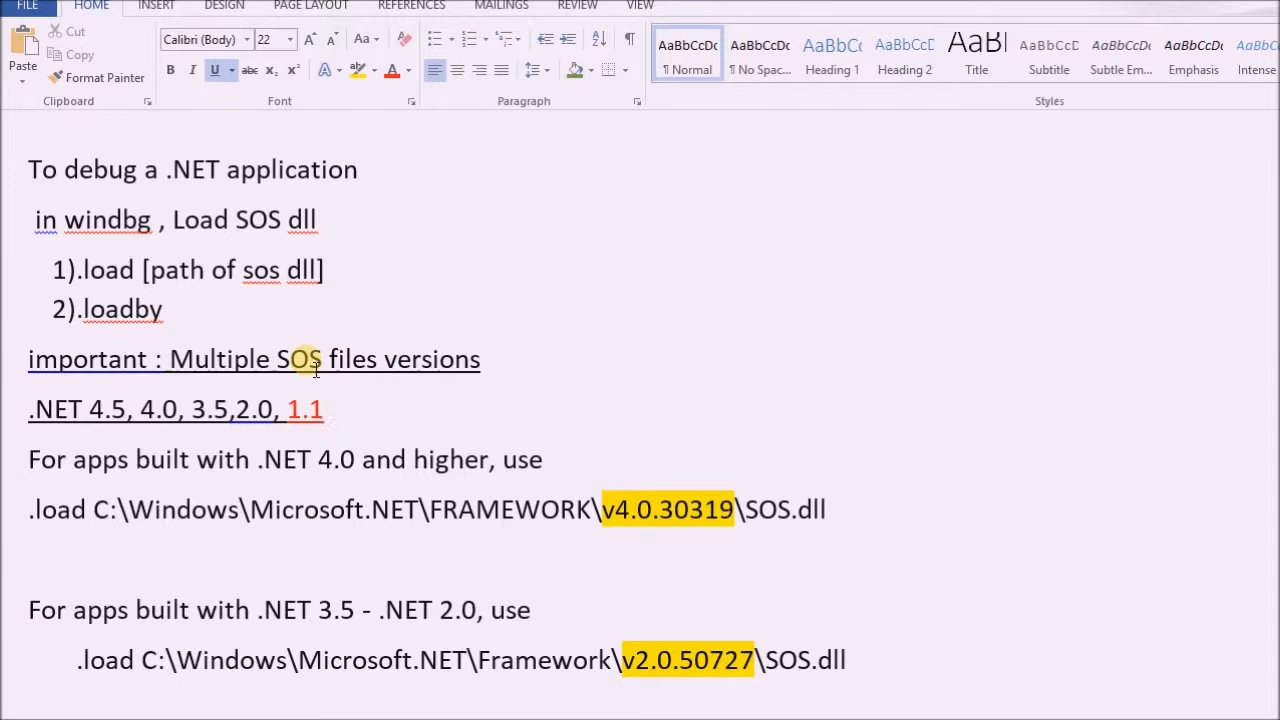 FILE HOME INSERT DESIGN PAGE LAYOUT REFERENCES MAILINGS REVIEW VIEW
Cut
Copy
Paste
Format Painter
Clipboard
Calibri (Body) 22
Aa
B I U abc x₂ x²
A
Font
Paragraph
AaBbCcDc AaBbCcDc AaBbCc AaBbCcC AaBl AaBbCcC AaBbCcDc AaBbCcDc AaBbCcDc
¶ Normal ¶ No Spac... Heading 1 Heading 2 Title Subtitle Subtle Em... Emphasis Intense
Styles
To debug a .NET application
in windbg , Load SOS dll
1).load [path of sos dll]
2).loadby
important : Multiple SOS files versions
.NET 4.5, 4.0, 3.5,2.0, 1.1
For apps built with .NET 4.0 and higher, use
.load C:\Windows\Microsoft.NET\FRAMEWORK\v4.0.30319\SOS.dll
For apps built with .NET 3.5 - .NET 2.0, use
.load C:\Windows\Microsoft.NET\Framework\v2.0.50727\SOS.dll